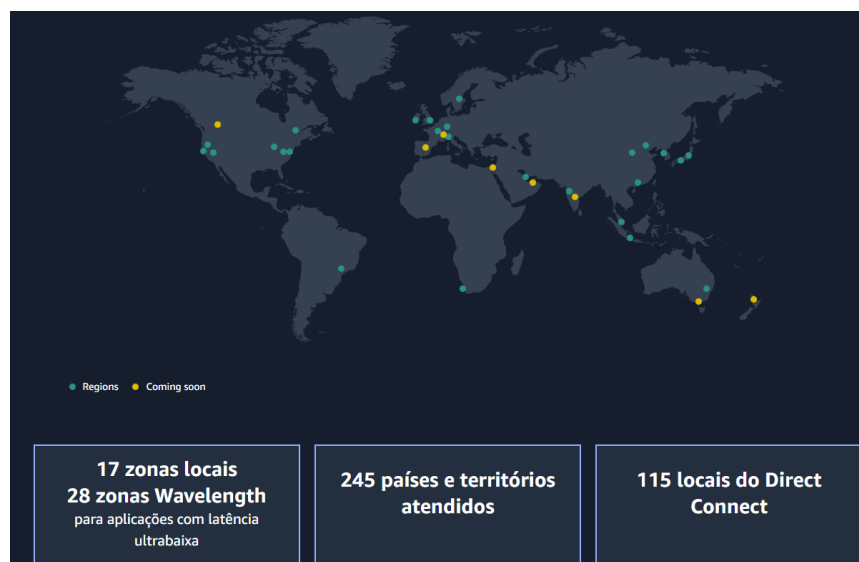 Regions
Coming soon
17 zonas locais
28 zonas Wavelength
para aplicações com latência
ultrabaixa
245 países e territórios
atendidos
115 locais do Direct
Connect